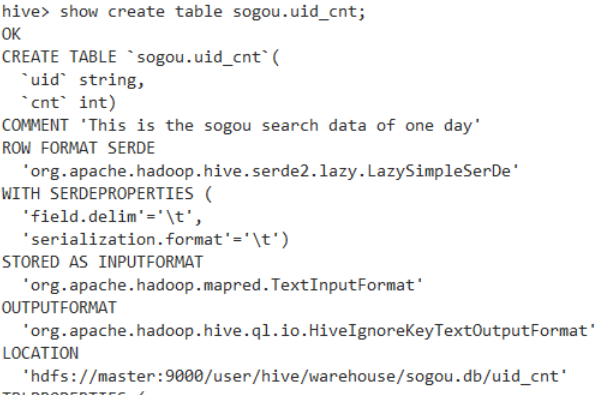 hive> show create table sogou.uid_cnt;
OK
CREATE TABLE `sogou.uid_cnt`(
  `uid` string,
  `cnt` int)
COMMENT 'This is the sogou search data of one day'
ROW FORMAT SERDE
  'org.apache.hadoop.hive.serde2.lazy.LazySimpleSerDe'
WITH SERDEPROPERTIES (
  'field.delim'='\t',
  'serialization.format'='\t')
STORED AS INPUTFORMAT
  'org.apache.hadoop.mapred.TextInputFormat'
OUTPUTFORMAT
  'org.apache.hadoop.hive.ql.io.HiveIgnoreKeyTextOutputFormat'
LOCATION
  'hdfs://master:9000/user/hive/warehouse/sogou.db/uid_cnt'
TBLPROPERTIES (